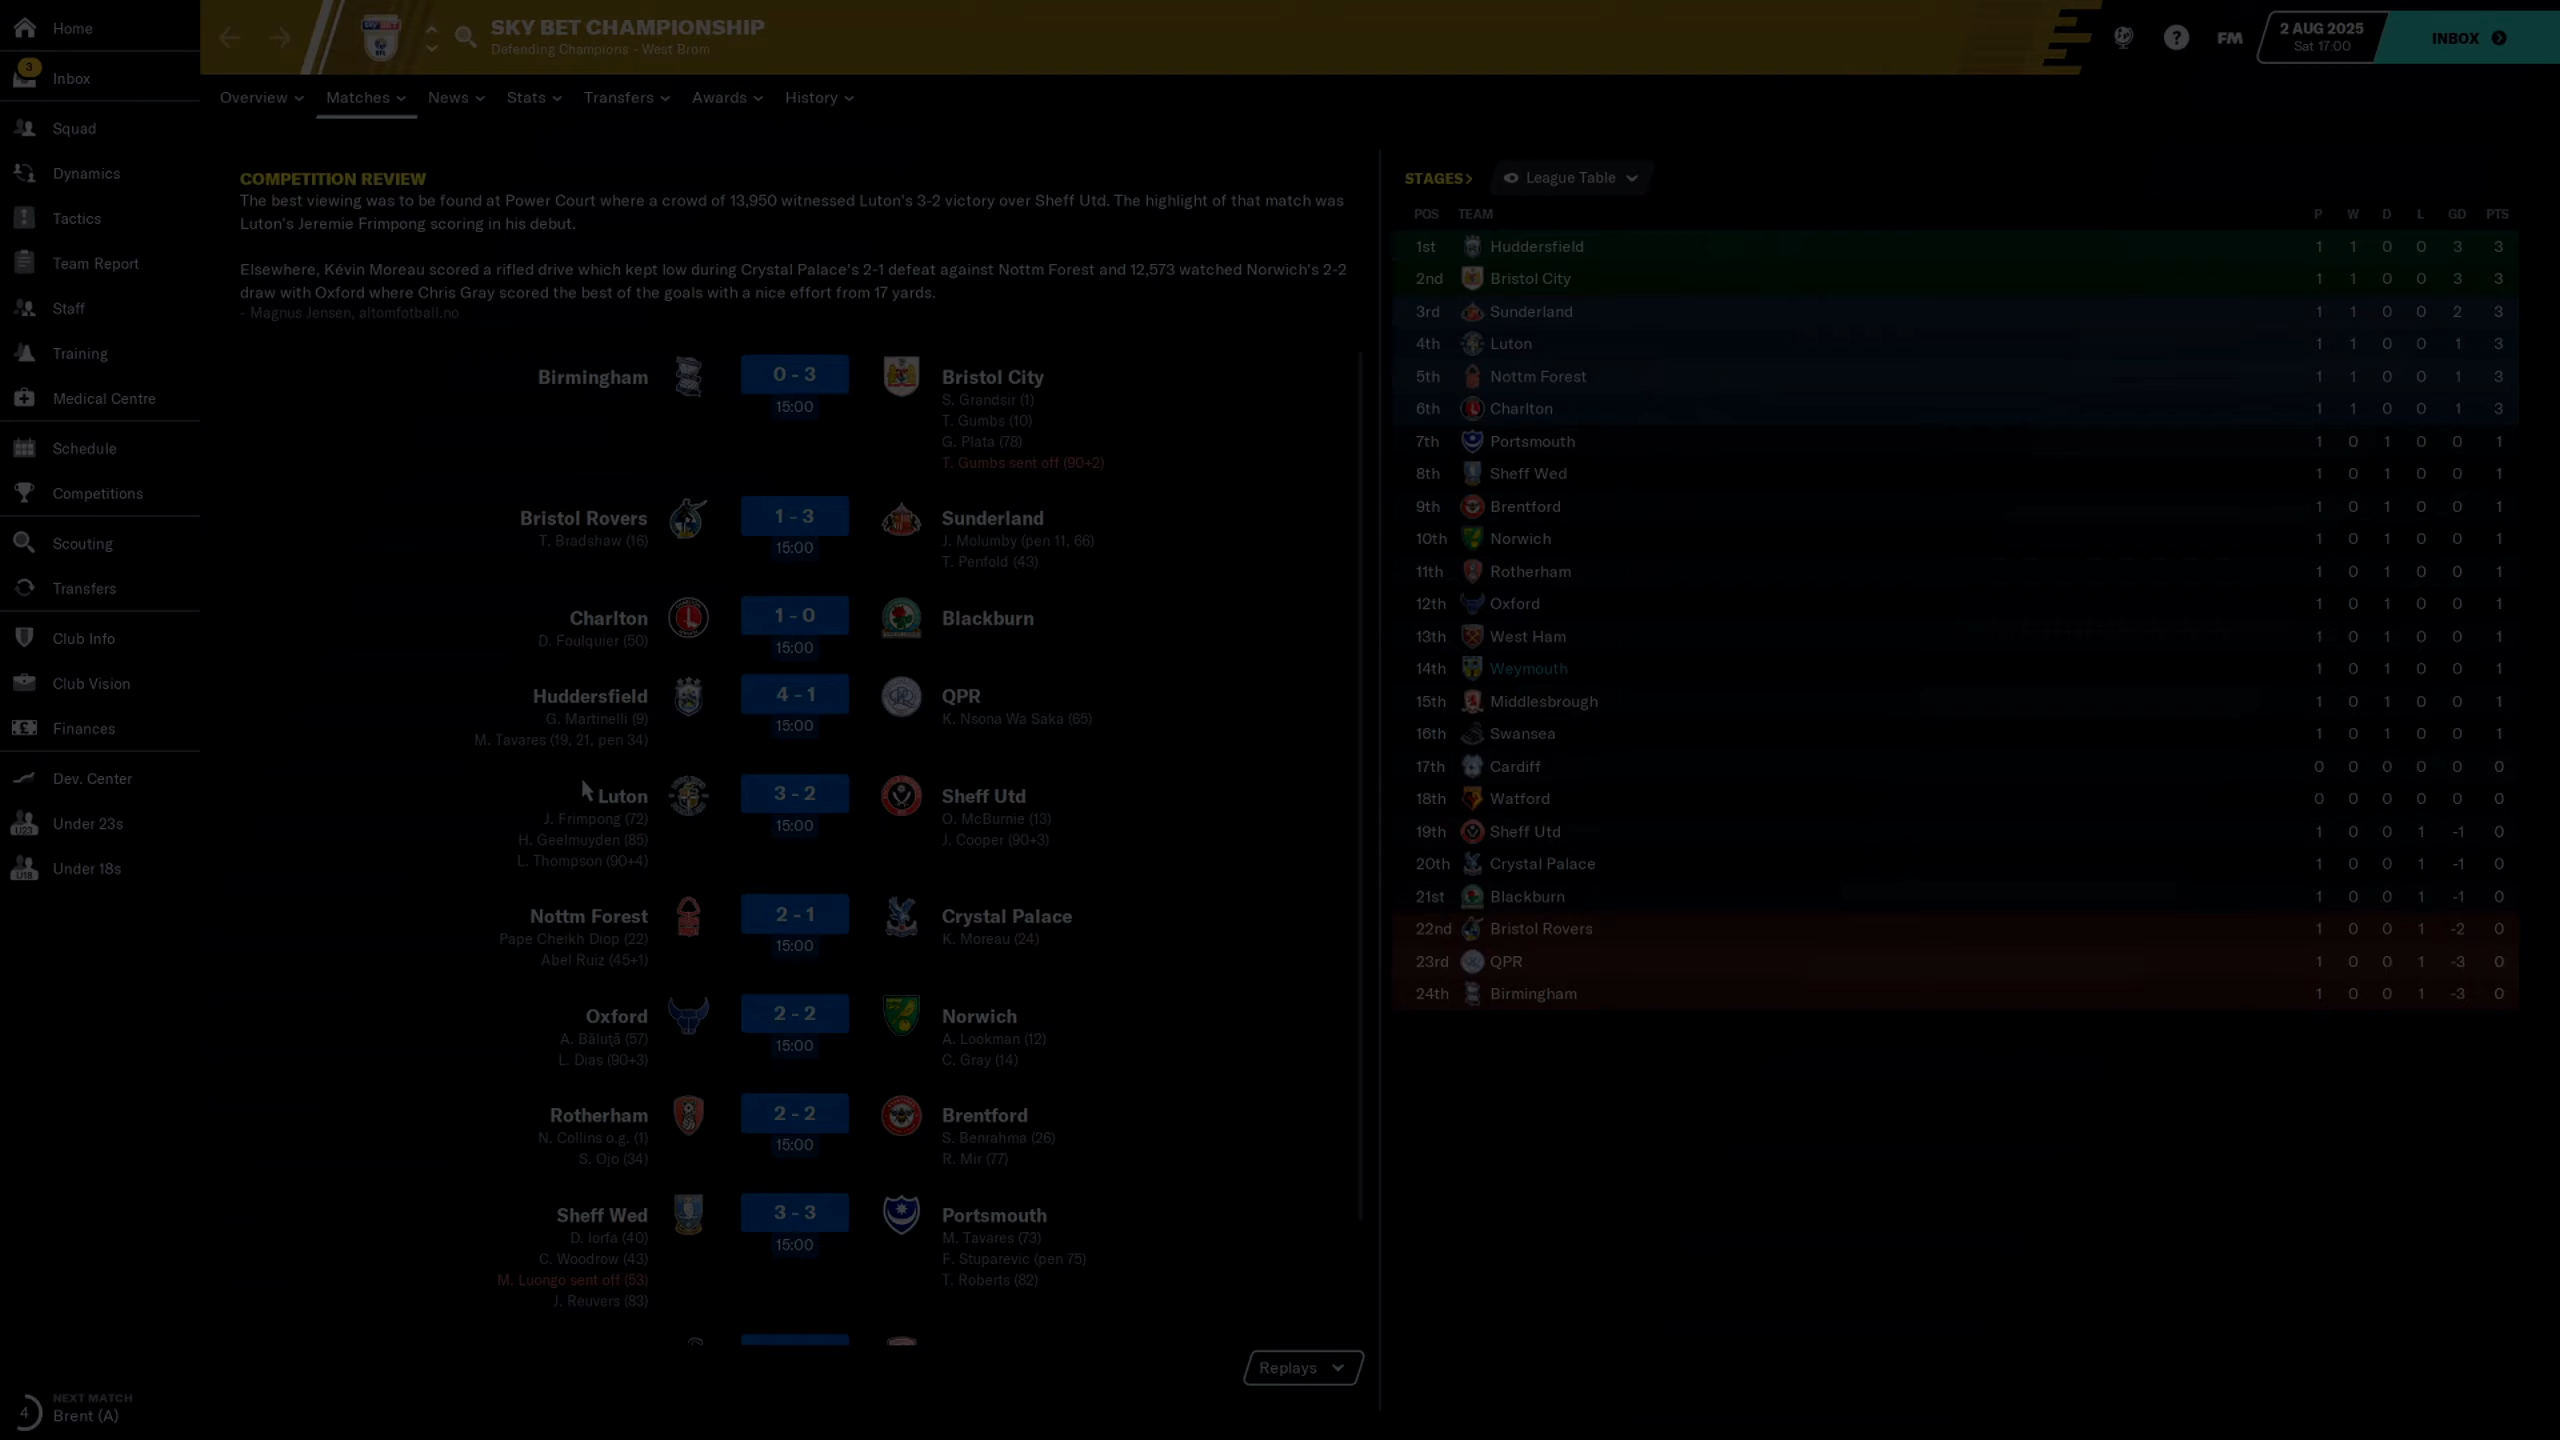 Home
3
Inbox
Squad
Dynamics
Tactics
Team Report
Staff
Training
Medical Centre
Schedule
Competitions
Scouting
Transfers
Club Info
Club Vision
Finances
Dev. Center
U23
Under 23s
U18
Under 18s
4
NEXT MATCH
Brent (A)
SKY BET CHAMPIONSHIP
Defending Champions - West Brom
FM
2 AUG 2025
Sat 17:00
INBOX
Overview Matches News Stats Transfers Awards History
COMPETITION REVIEW
The best viewing was to be found at Power Court where a crowd of 13,950 witnessed Luton's 3-2 victory over Sheff Utd. The highlight of that match was
Luton's Jeremie Frimpong scoring in his debut.
Elsewhere, Kévin Moreau scored a rifled drive which kept low during Crystal Palace's 2-1 defeat against Nottm Forest and 12,573 watched Norwich's 2-2
draw with Oxford where Chris Gray scored the best of the goals with a nice effort from 17 yards.
- Magnus Jensen, altomfotball.no
Birmingham 0 - 3 Bristol City
15:00
S. Grandsir (1)
T. Gumbs (10)
G. Plata (78)
T. Gumbs sent off (90+2)
Bristol Rovers 1 - 3 Sunderland
T. Bradshaw (16) 15:00 J. Molumby (pen 11, 66)
T. Penfold (43)
Charlton 1 - 0 Blackburn
D. Foulquier (50) 15:00
Huddersfield 4 - 1 QPR
G. Martinelli (9) 15:00 K. Nsona Wa Saka (65)
M. Tavares (19, 21, pen 34)
Luton 3 - 2 Sheff Utd
J. Frimpong (72) 15:00 O. McBurnie (13)
H. Geelmuyden (85) J. Cooper (90+3)
L. Thompson (90+4)
Nottm Forest 2 - 1 Crystal Palace
Pape Cheikh Diop (22) 15:00 K. Moreau (24)
Abel Ruiz (45+1)
Oxford 2 - 2 Norwich
A. Băluţă (57) 15:00 A. Lookman (12)
L. Dias (90+3) C. Gray (14)
Rotherham 2 - 2 Brentford
N. Collins o.g. (1) 15:00 S. Benrahma (26)
S. Ojo (34) R. Mir (77)
Sheff Wed 3 - 3 Portsmouth
D. Iorfa (40) 15:00 M. Tavares (73)
C. Woodrow (43) F. Stuparevic (pen 75)
M. Luongo sent off (53) T. Roberts (82)
J. Reuvers (83)
Replays
STAGES> League Table
POS TEAM P W D L GD PTS
1st Huddersfield 1 1 0 0 3 3
2nd Bristol City 1 1 0 0 3 3
3rd Sunderland 1 1 0 0 2 3
4th Luton 1 1 0 0 1 3
5th Nottm Forest 1 1 0 0 1 3
6th Charlton 1 1 0 0 1 3
7th Portsmouth 1 0 1 0 0 1
8th Sheff Wed 1 0 1 0 0 1
9th Brentford 1 0 1 0 0 1
10th Norwich 1 0 1 0 0 1
11th Rotherham 1 0 1 0 0 1
12th Oxford 1 0 1 0 0 1
13th West Ham 1 0 1 0 0 1
14th Weymouth 1 0 1 0 0 1
15th Middlesbrough 1 0 1 0 0 1
16th Swansea 1 0 1 0 0 1
17th Cardiff 0 0 0 0 0 0
18th Watford 0 0 0 0 0 0
19th Sheff Utd 1 0 0 1 -1 0
20th Crystal Palace 1 0 0 1 -1 0
21st Blackburn 1 0 0 1 -1 0
22nd Bristol Rovers 1 0 0 1 -2 0
23rd QPR 1 0 0 1 -3 0
24th Birmingham 1 0 0 1 -3 0